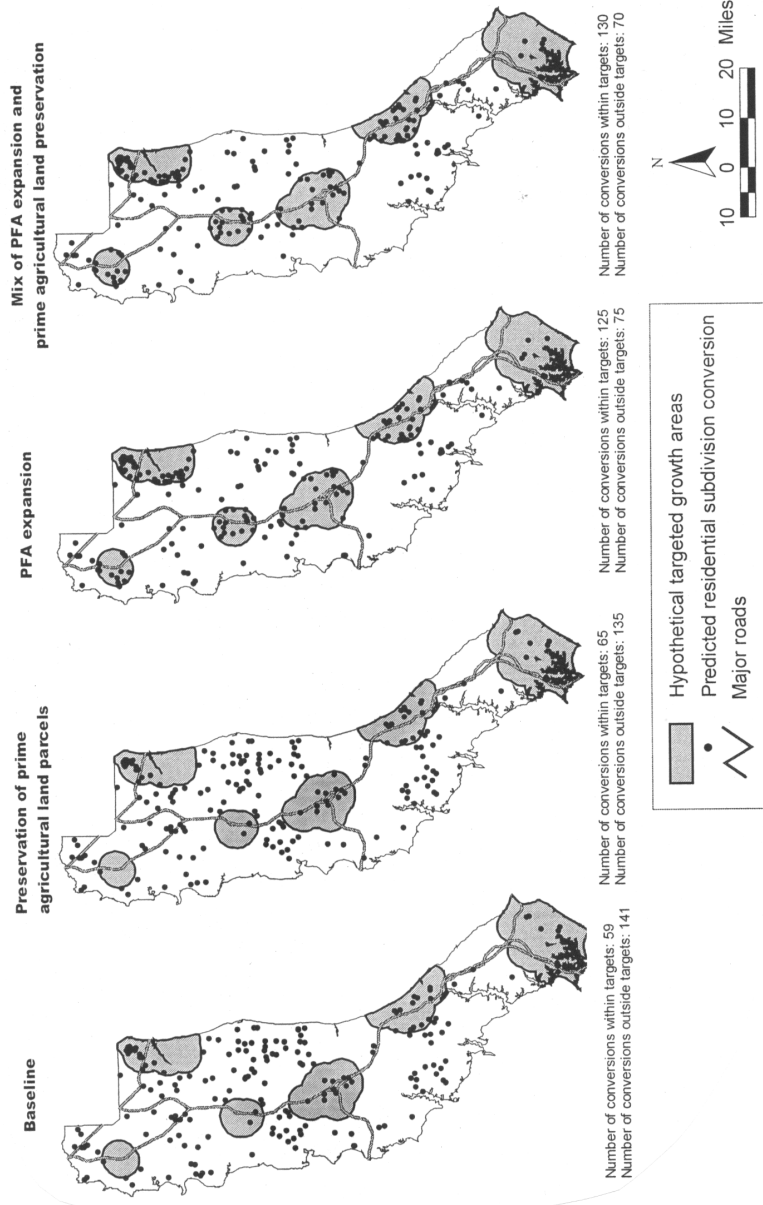 Baseline
Number of conversions within targets: 59
Number of conversions outside targets: 141
Preservation of prime
agricultural land parcels
Number of conversions within targets: 65
Number of conversions outside targets: 135
PFA expansion
Number of conversions within targets: 125
Number of conversions outside targets: 75
Mix of PFA expansion and
prime agricultural land preservation
Number of conversions within targets: 130
Number of conversions outside targets: 70
Hypothetical targeted growth areas
Predicted residential subdivision conversion
Major roads
N
10 0 10 20 Miles